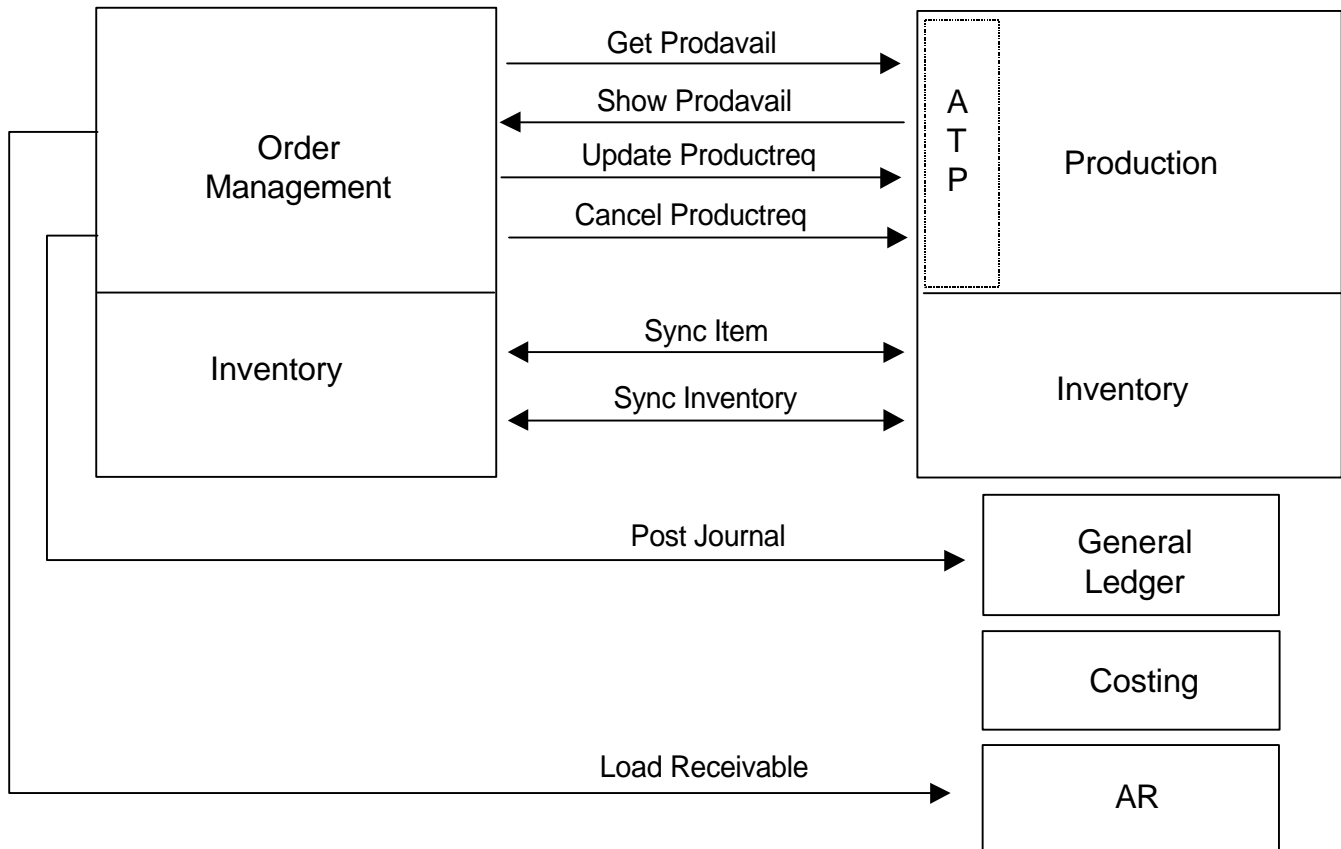 Get Prodavail
Show Prodavail
Order
Management
Update Productreq
Cancel Productreq
A
T
P
Production
Inventory
Sync Item
Sync Inventory
Inventory
Post Journal
General
Ledger
Costing
Load Receivable
AR